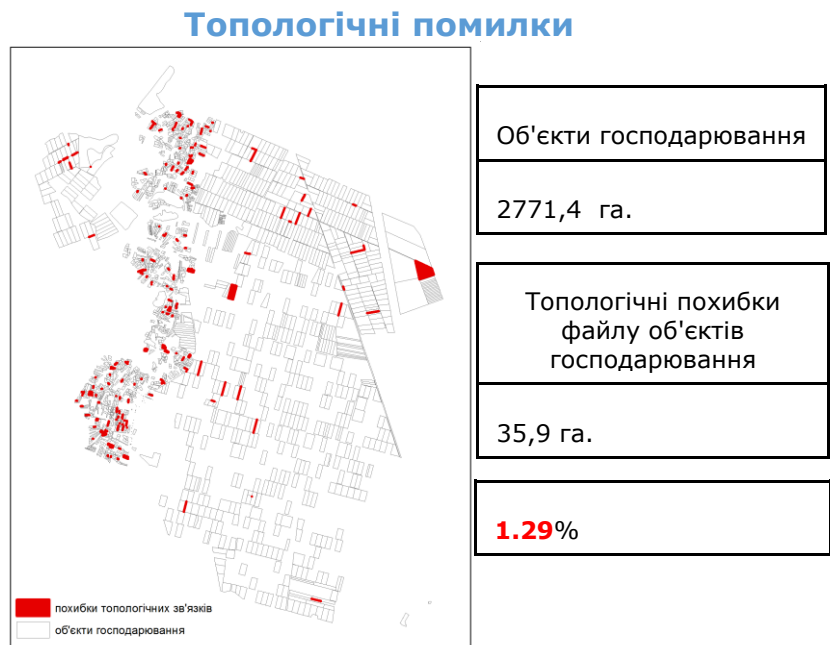 Топологічні помилки
Об'єкти господарювання
2771,4 га.
Топологічні похибки
файлу об'єктів
господарювання
35,9 га.
1.29%
похибки топологічних зв'язків
об'єкти господарювання